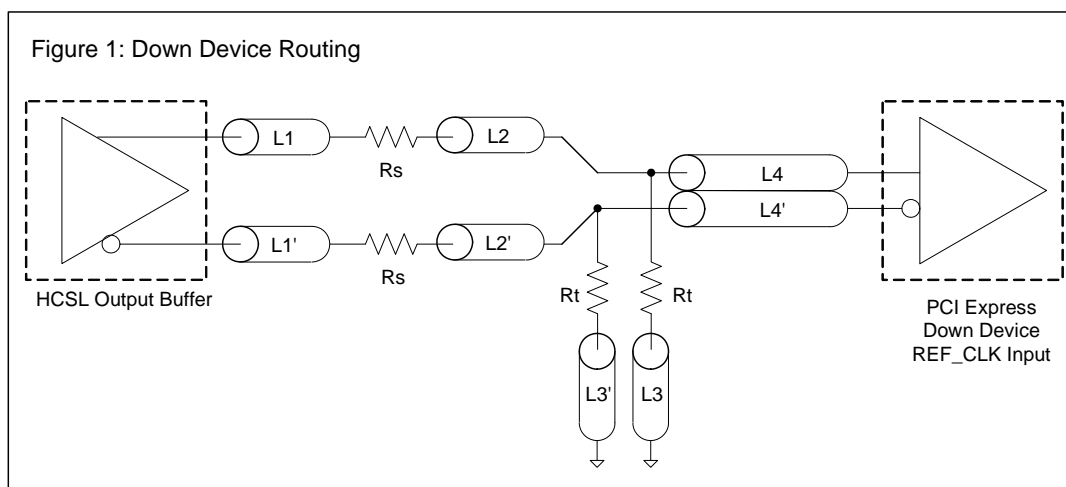 Figure 1: Down Device Routing
L1
Rs
L2
L4
L4'
L1'
Rs
L2'
HCSL Output Buffer
Rt
Rt
L3'
L3
PCI Express
Down Device
REF_CLK Input